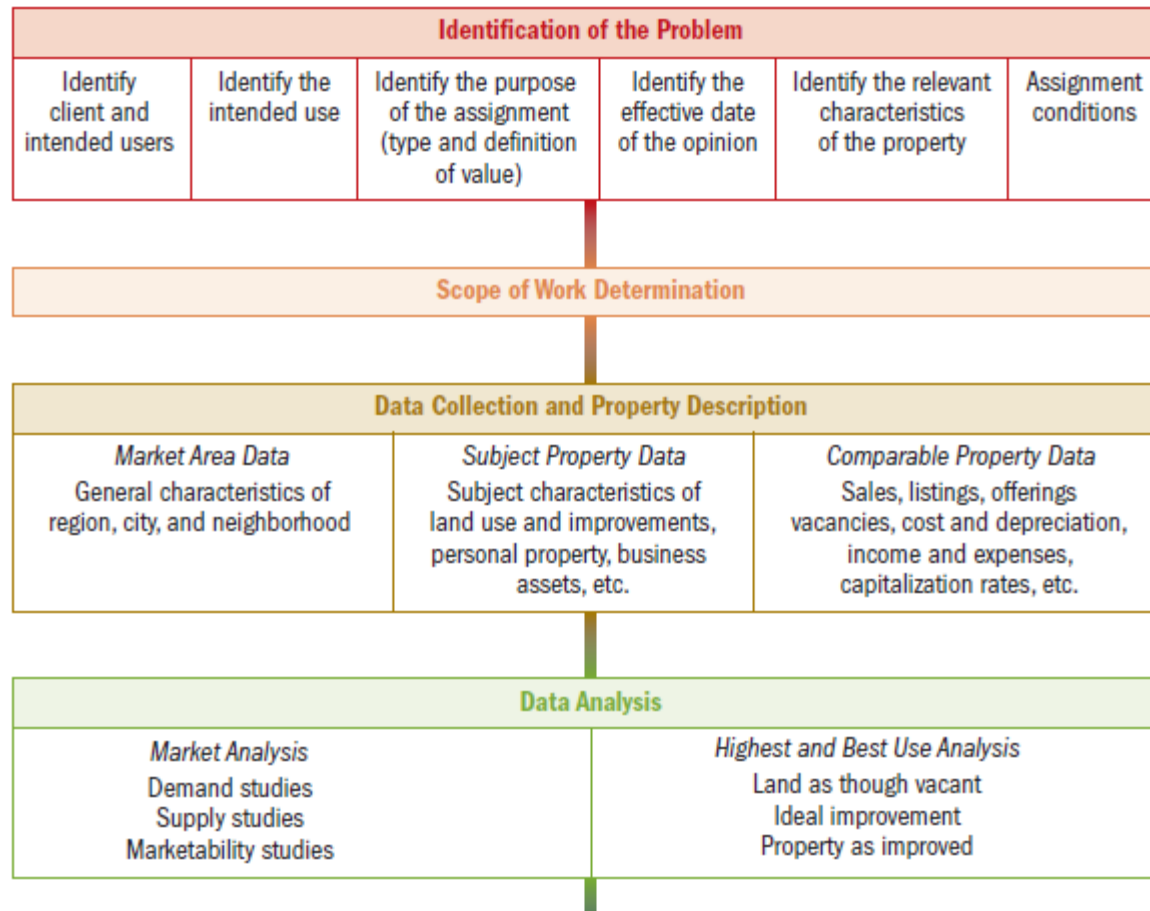 Identification of the Problem
Identify
client and
intended users
Identify the
intended use
Identify the purpose
of the assignment
(type and definition
of value)
Identify the
effective date
of the opinion
Identify the relevant
characteristics
of the property
Assignment
conditions
Scope of Work Determination
Data Collection and Property Description
Market Area Data
General characteristics of
region, city, and neighborhood
Subject Property Data
Subject characteristics of
land use and improvements,
personal property, business
assets, etc.
Comparable Property Data
Sales, listings, offerings
vacancies, cost and depreciation,
income and expenses,
capitalization rates, etc.
Data Analysis
Market Analysis
Demand studies
Supply studies
Marketability studies
Highest and Best Use Analysis
Land as though vacant
Ideal improvement
Property as improved